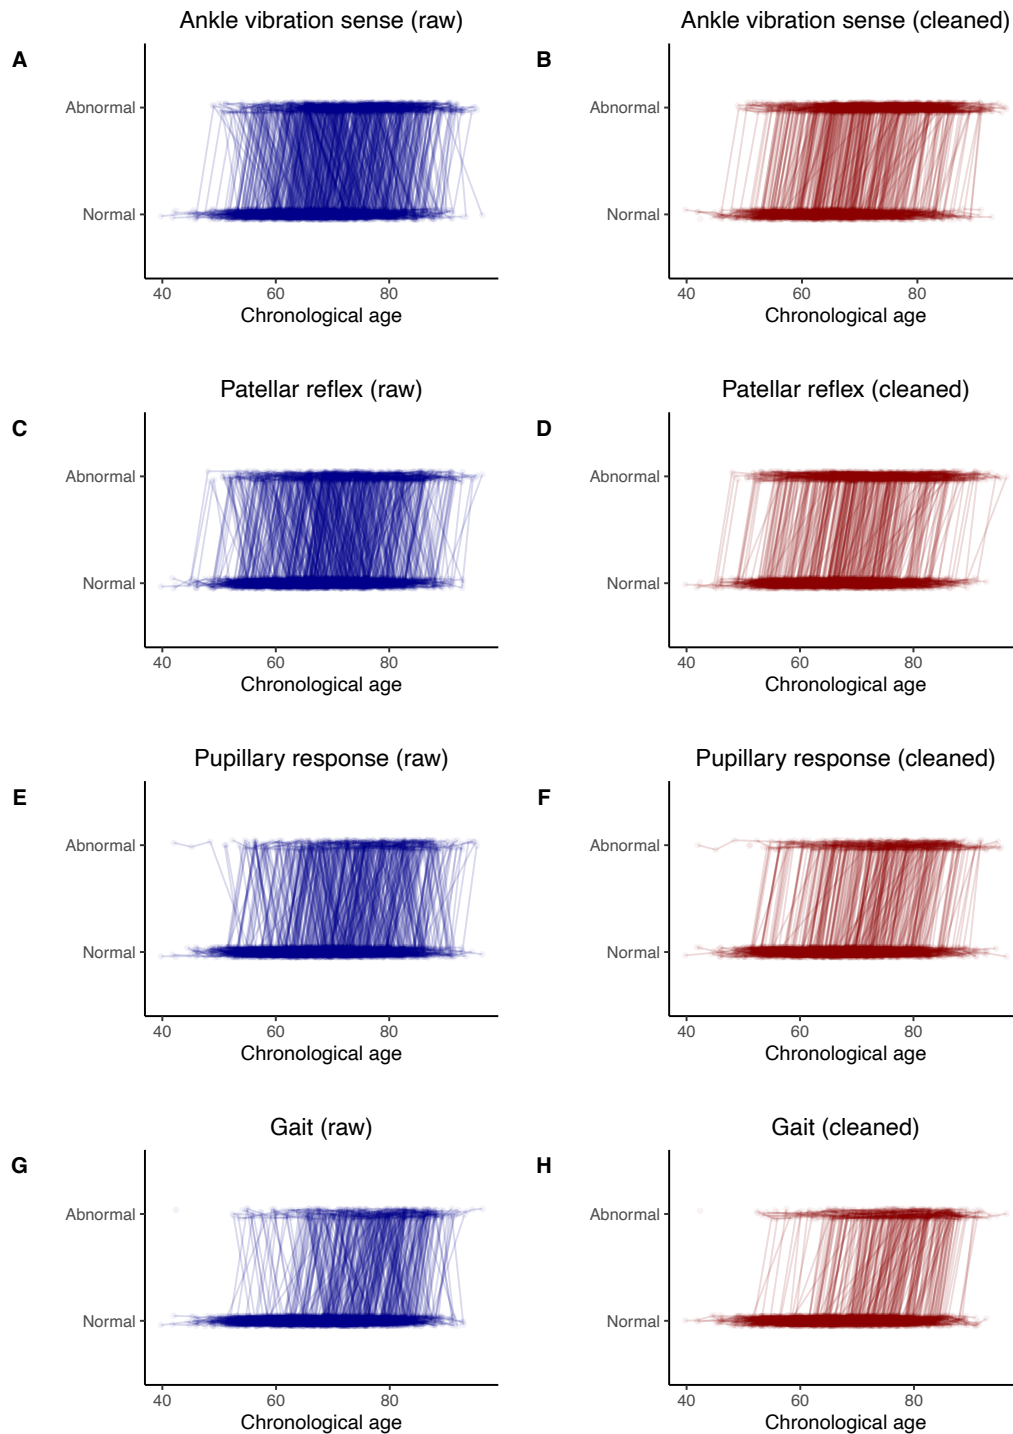 Ankle vibration sense (raw)
A
Abnormal
Normal
40 60 80
Chronological age
Ankle vibration sense (cleaned)
B
Abnormal
Normal
40 60 80
Chronological age
Patellar reflex (raw)
C
Abnormal
Normal
40 60 80
Chronological age
Patellar reflex (cleaned)
D
Abnormal
Normal
40 60 80
Chronological age
Pupillary response (raw)
E
Abnormal
Normal
40 60 80
Chronological age
Pupillary response (cleaned)
F
Abnormal
Normal
40 60 80
Chronological age
Gait (raw)
G
Abnormal
Normal
40 60 80
Chronological age
Gait (cleaned)
H
Abnormal
Normal
40 60 80
Chronological age